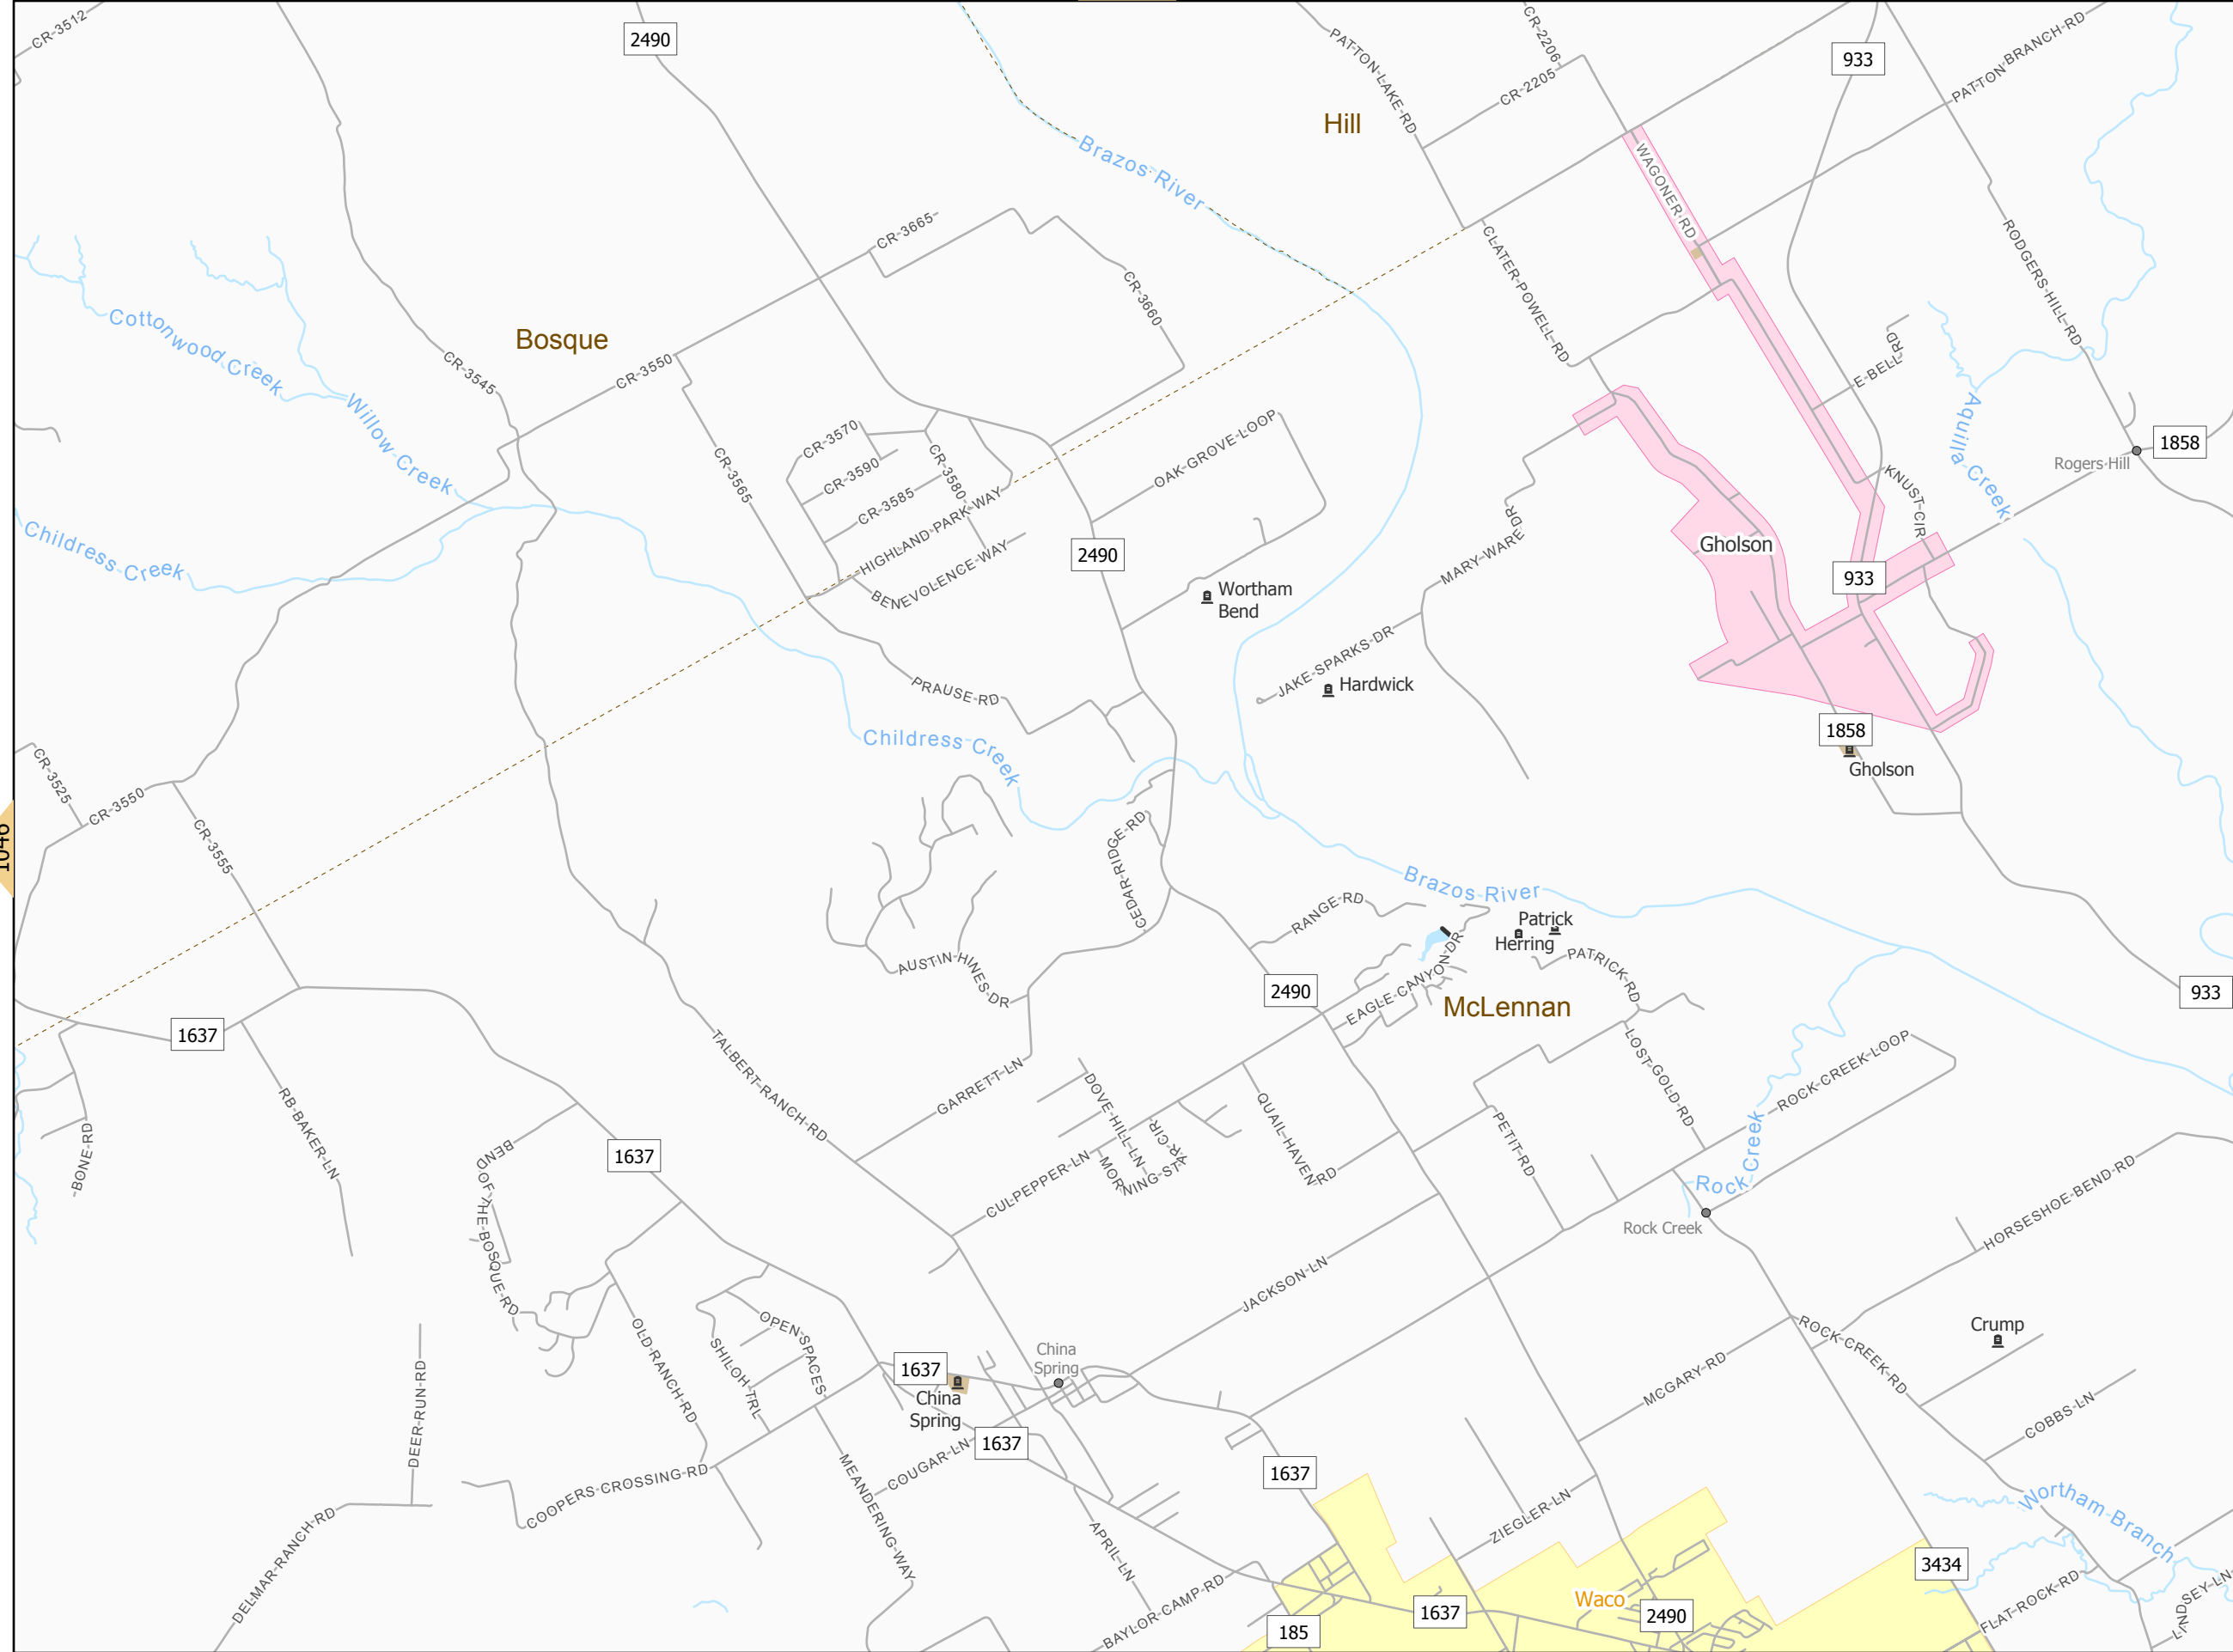 CR-3512
2490
PATTON-LAKE-RD
CR-2206
CR-2205
933
PATTON-BRANCH-RD
Hill
Brazos-River
WAGONER-RD
CR-3665-
CLATER-POWELL-RD
RODGERS-HILL-RD
CR-3660
Cottonwood-Creek
Bosque
CR-3545
CR-3550
E-BELL-RD
Willow-Creek
Aquilla-Creek
1858
Rogers-Hill
CR-3570
OAK-GROVE-LOOP
CR-3565
CR-3590
CR-3580
CR-3585
KNUST-CIR
HIGHLAND-PARK-WAY
MARY-WARE-DR
Childress-Creek
Gholson
2490
BENEVOLENCE-WAY
933
Wortham
Bend
JAKE-SPARKS-DR
Hardwick
PRAUSE-RD
Childress-Creek
1858
Gholson
CR-3525
CR-3550
1046
CR-3555
CEDAR-RIDGE-RD
Brazos-River
RANGE-RD
Patrick
Herring
AUSTIN-HINES-DR
PATRICK-RD
2490
EAGLE-CANYON-DR
McLennan
933
1637
TALBERT-RANCH-RD
LOST-GOLD-RD
ROCK-CREEK-LOOP
RB-BAKER-LN
GARRETT-LN
DOVE-HILL-LN
QUAIL-HAVEN-RD
PETIT-RD
-BONE-RD
BEND-OF-THE-BOSQUE-RD
1637
CULPEPPER-LN
MORNING-STAR-CIR
Rock-Creek
Rock Creek
HORSESHOE-BEND-RD
JACKSON-LN
OLD-RANCH-RD
OPEN-SPACES
SHILOH-TRL
China
Spring
ROCK-CREEK-RD
Crump
1637
China
Spring
DEER-RUN-RD
MCGARY-RD
COBBS-LN
1637
COUGAR-LN
COOPERS-CROSSING-RD
MEANDERING-WAY
1637
DELMAR-RANCH-RD
APRIL-LN
ZIEGLER-LN
Wortham-Branch
3434
BAYLOR-CAMP-RD
Waco
1637
2490
185
FLAT-ROCK-RD
LYNDSEY-LN